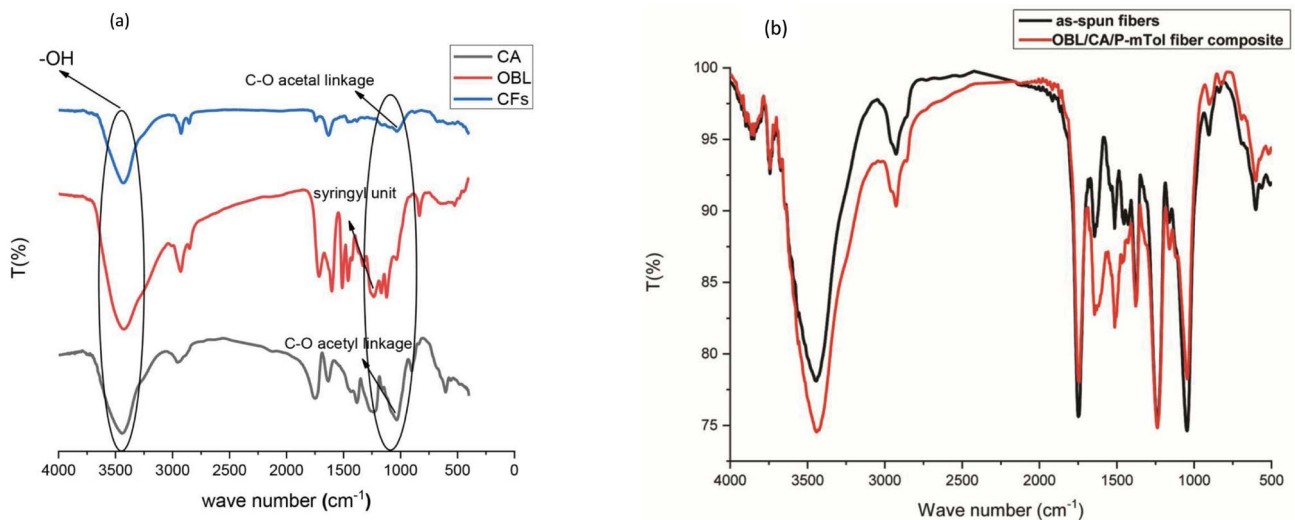 (a)
-OH
CA
OBL
CFs
C-O acetal linkage
syringyl unit
C-O acetyl linkage
T(%)
4000 3500 3000 2500 2000 1500 1000 500 0
wave number (cm-1)
(b)
as-spun fibers
OBL/CA/P-mTol fiber composite
100
95
90
85
80
75
T(%)
4000 3500 3000 2500 2000 1500 1000 500
Wave number (cm-1)